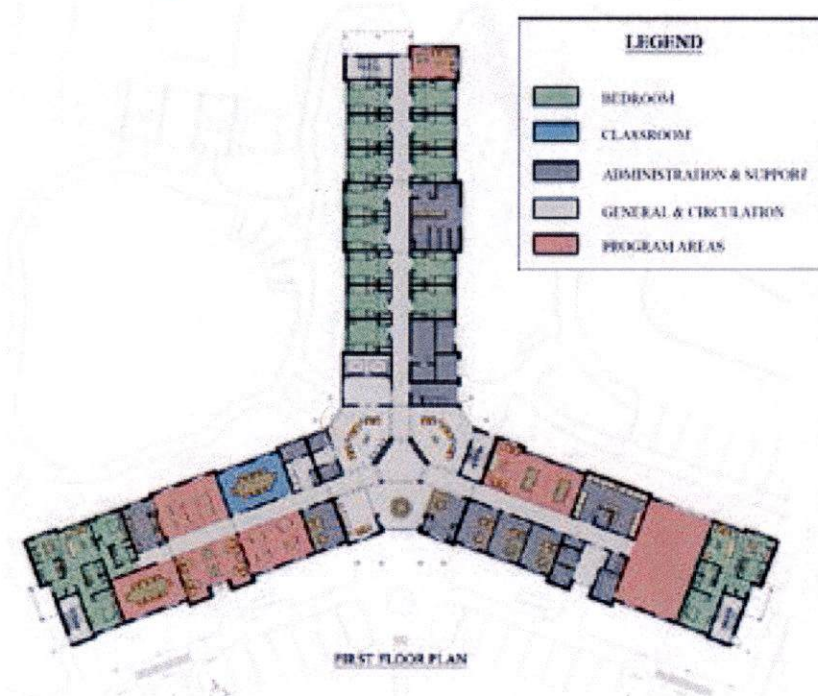 LEGEND
BEDROOM
CLASSROOM
ADMINISTRATION & SUPPORT
GENERAL & CIRCULATION
PROGRAM AREAS
FIRST FLOOR PLAN